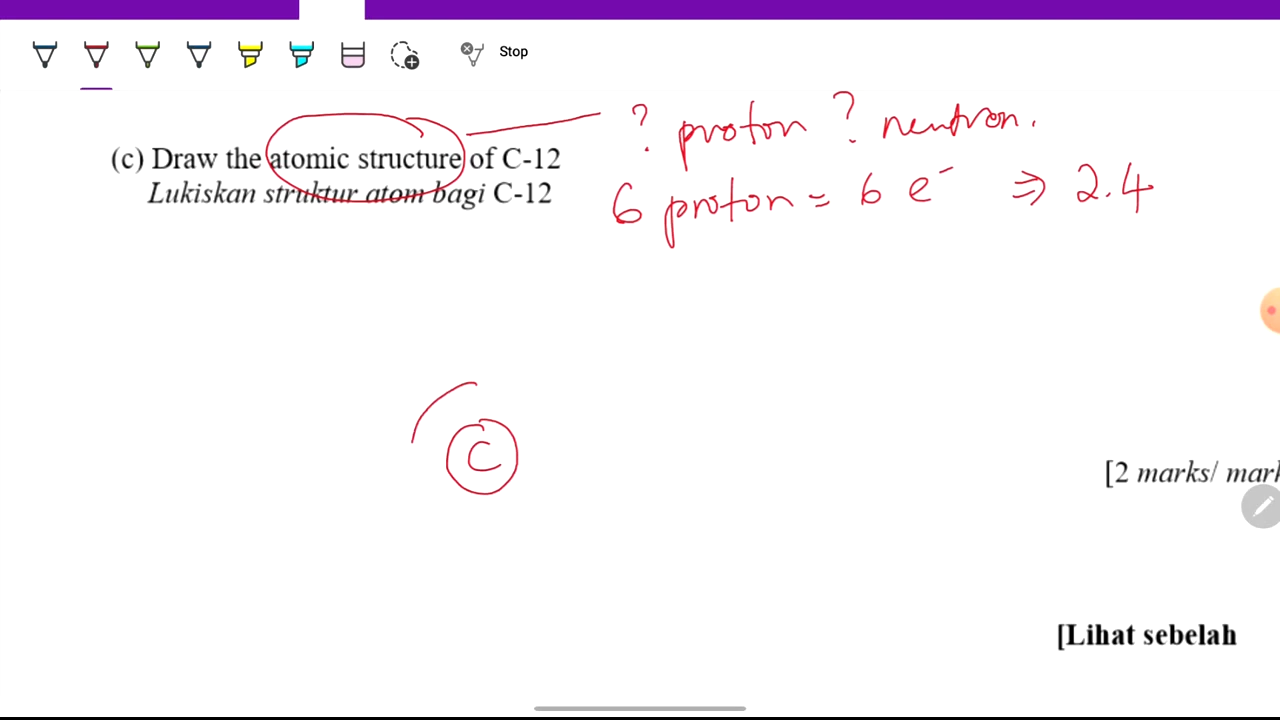 Stop
? proton ? neutron.
(c) Draw the atomic structure of C-12
Lukiskan struktur atom bagi C-12
6 proton = 6 e⁻ ⇒ 2.4
C
[2 marks/
[Lihat sebelah